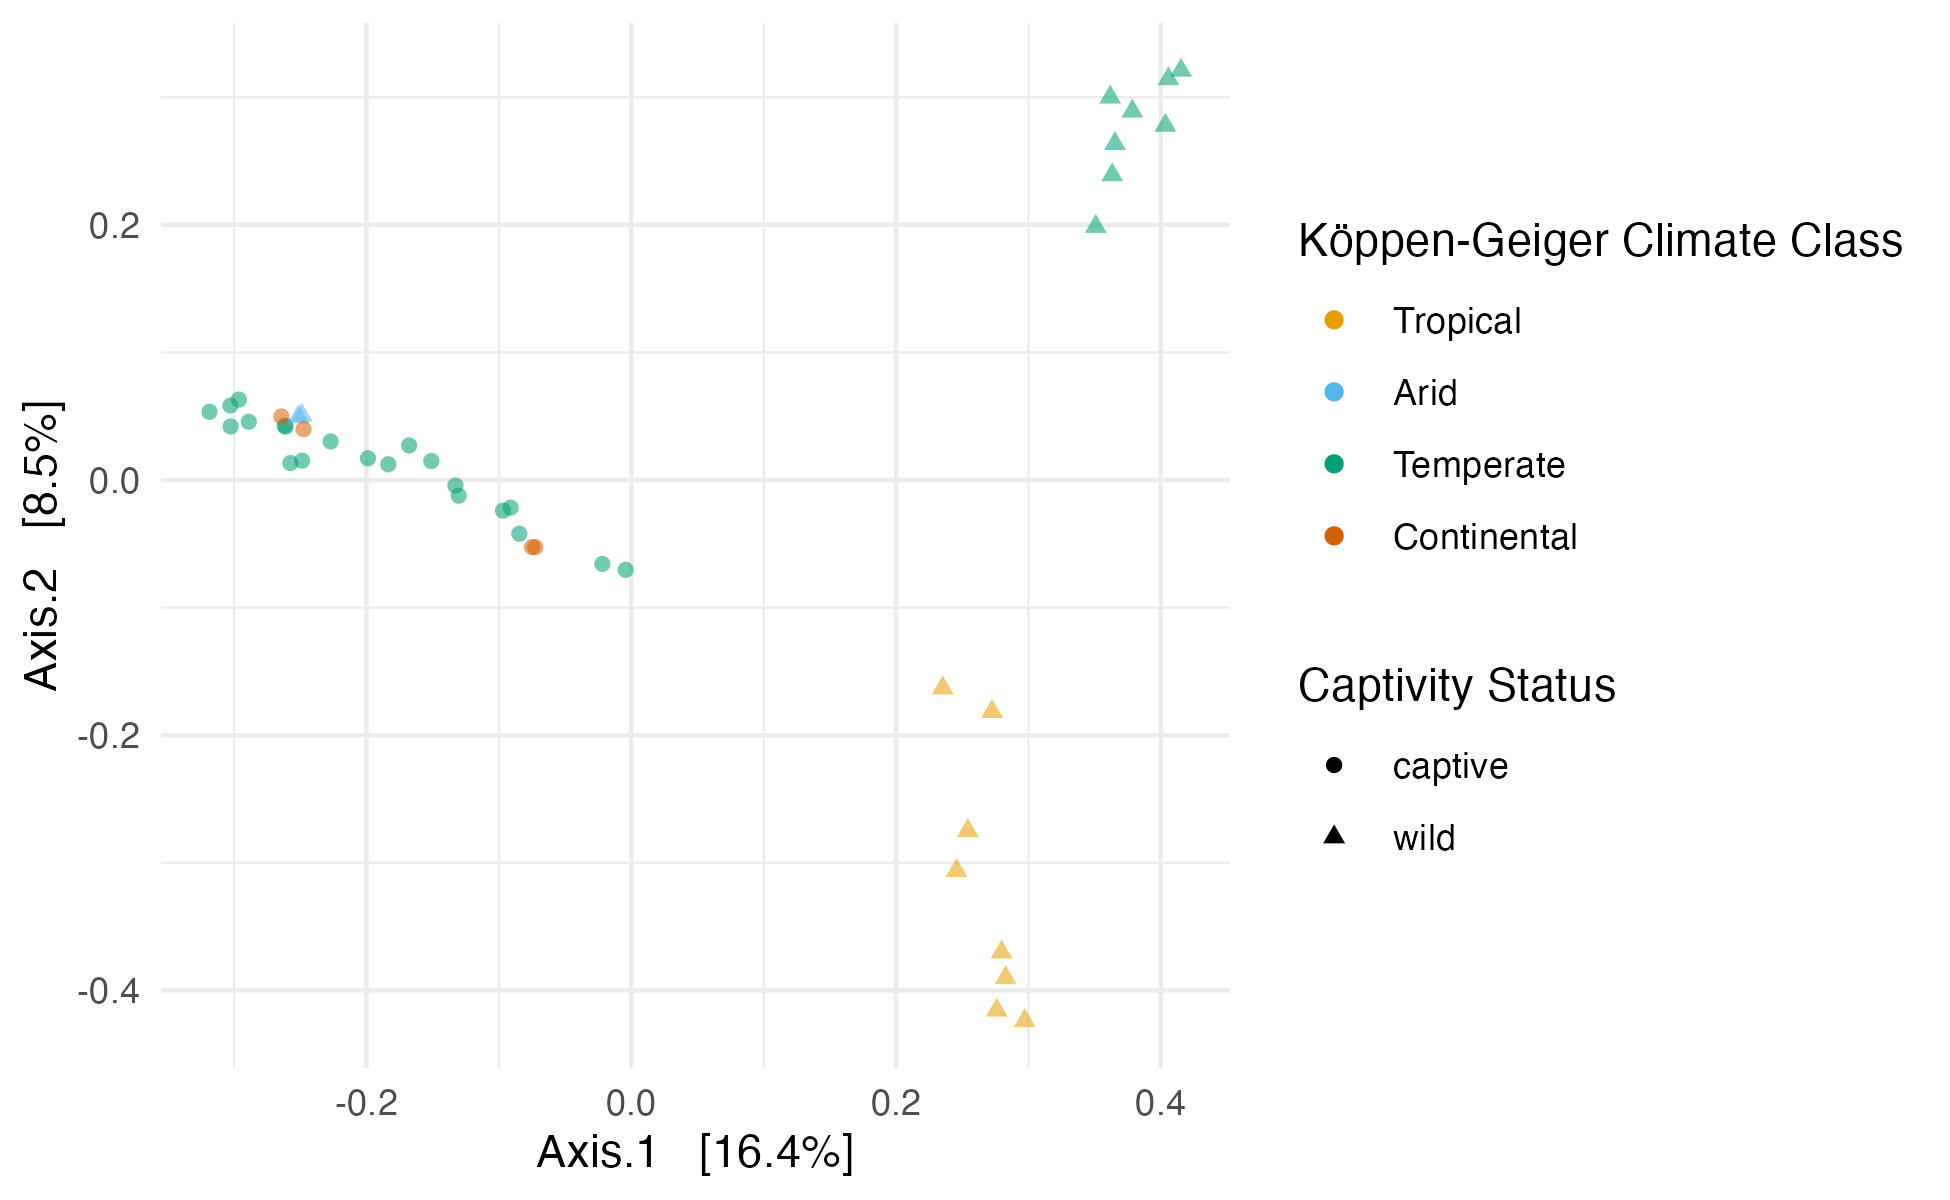 0.2
0.0
-0.2
-0.4
Axis.2 [8.5%]
-0.2 0.0 0.2 0.4
Axis.1 [16.4%]
Köppen-Geiger Climate Class
Tropical
Arid
Temperate
Continental
Captivity Status
captive
wild